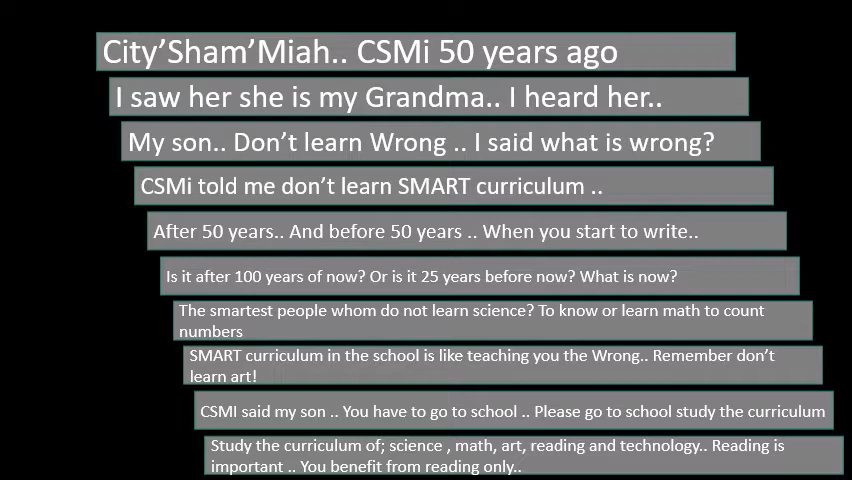 City’Sham’Miah.. CSMi 50 years ago
I saw her she is my Grandma.. I heard her..
My son.. Don’t learn Wrong .. I said what is wrong?
CSMi told me don’t learn SMART curriculum ..
After 50 years.. And before 50 years .. When you start to write..
Is it after 100 years of now? Or is it 25 years before now? What is now?
The smartest people whom do not learn science? To know or learn math to count
numbers
SMART curriculum in the school is like teaching you the Wrong.. Remember don’t
learn art!
CSMI said my son .. You have to go to school .. Please go to school study the curriculum
Study the curriculum of; science , math, art, reading and technology.. Reading is
important .. You benefit from reading only..